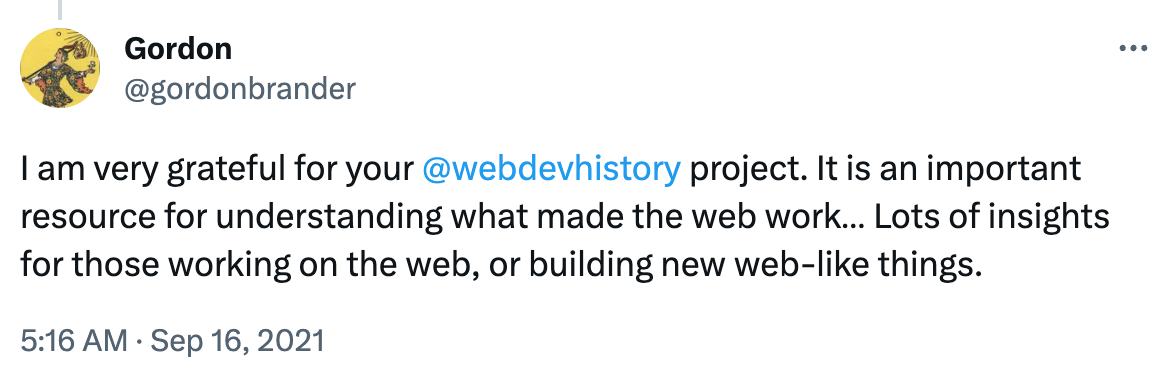 Gordon
@gordonbrander
I am very grateful for your @webdevhistory project. It is an important
resource for understanding what made the web work... Lots of insights
for those working on the web, or building new web-like things.
5:16 AM · Sep 16, 2021